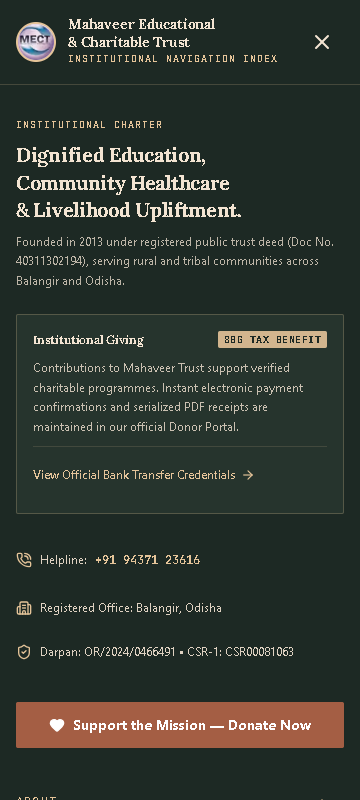 MECT
Mahaveer Educational
& Charitable Trust
INSTITUTIONAL NAVIGATION INDEX
INSTITUTIONAL CHARTER
Dignified Education,
Community Healthcare
& Livelihood Upliftment.
Founded in 2013 under registered public trust deed (Doc No.
40311302194), serving rural and tribal communities across
Balangir and Odisha.
Institutional Giving
80G TAX BENEFIT
Contributions to Mahaveer Trust support verified
charitable programmes. Instant electronic payment
confirmations and serialized PDF receipts are
maintained in our official Donor Portal.
View Official Bank Transfer Credentials →
Helpline: +91 94371 23616
Registered Office: Balangir, Odisha
Darpan: OR/2024/0466491 • CSR-1: CSR00081063
Support the Mission — Donate Now
ABOUT